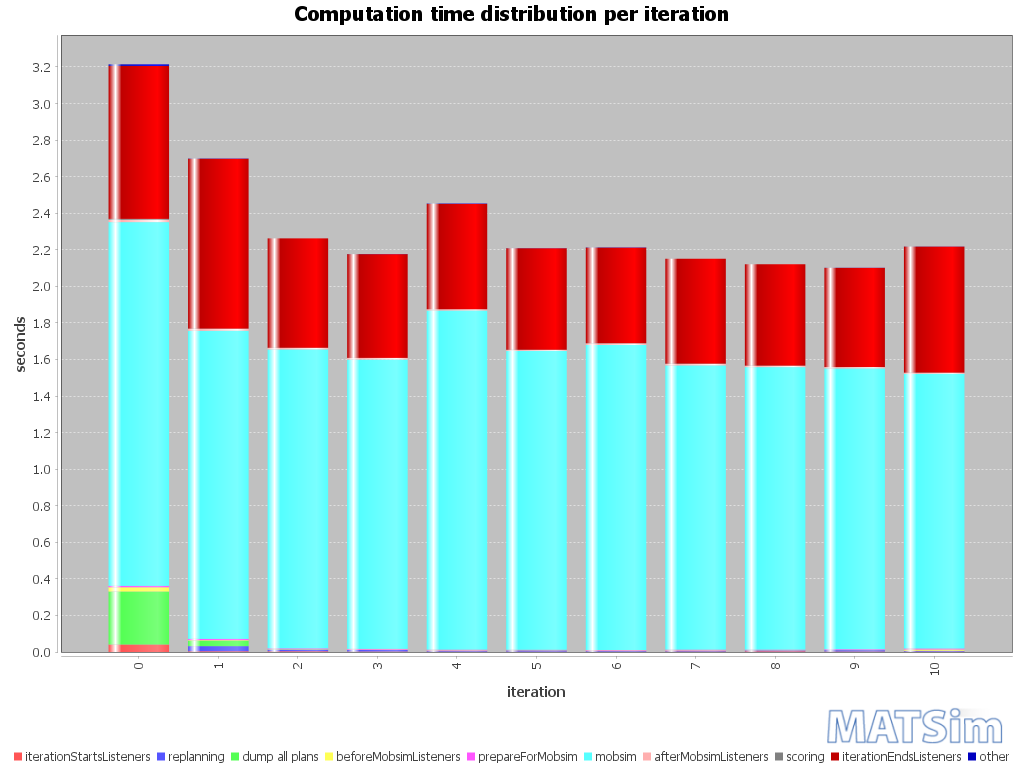 Computation time distribution per iteration
3.2
3.0
2.8
2.6
2.4
2.2
2.0
1.8
1.6
1.4
1.2
1.0
0.8
0.6
0.4
0.2
0.0
seconds
0 1 2 3 4 5 6 7 8 9 10
iteration
MATSim
iterationStartsListeners replanning dump all plans beforeMobsimListeners prepareForMobsim mobsim afterMobsimListeners scoring iterationEndsListeners other